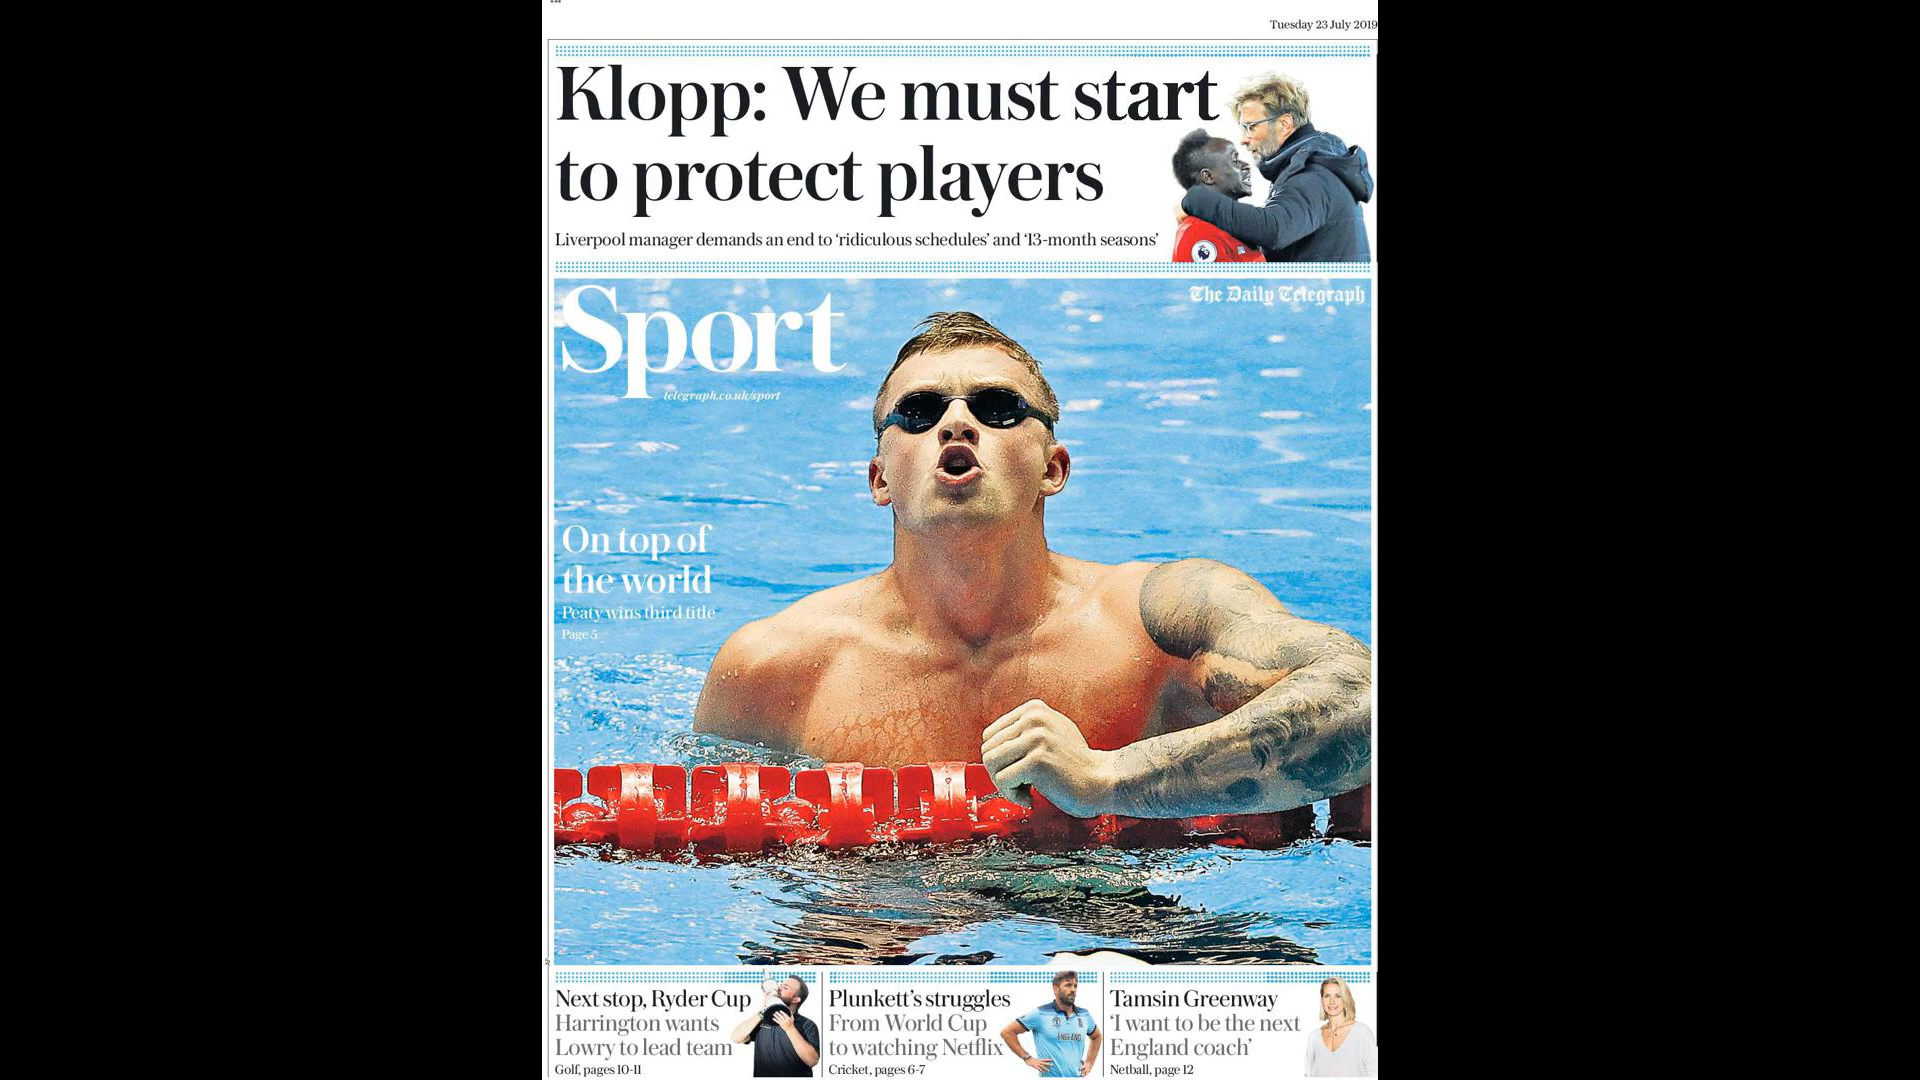 Tuesday 23 July 2019
Klopp: We must start
to protect players
Liverpool manager demands an end to ‘ridiculous schedules’ and ‘13-month seasons’
Sport
The Daily Telegraph
telegraph.co.uk/sport
On top of
the world
Peaty wins third title
Page 5
ENGLAND
Next stop, Ryder Cup
Harrington wants
Lowry to lead team
Golf, pages 10-11
Plunkett’s struggles
From World Cup
to watching Netflix
Cricket, pages 6-7
Tamsin Greenway
‘I want to be the next
England coach’
Netball, page 12